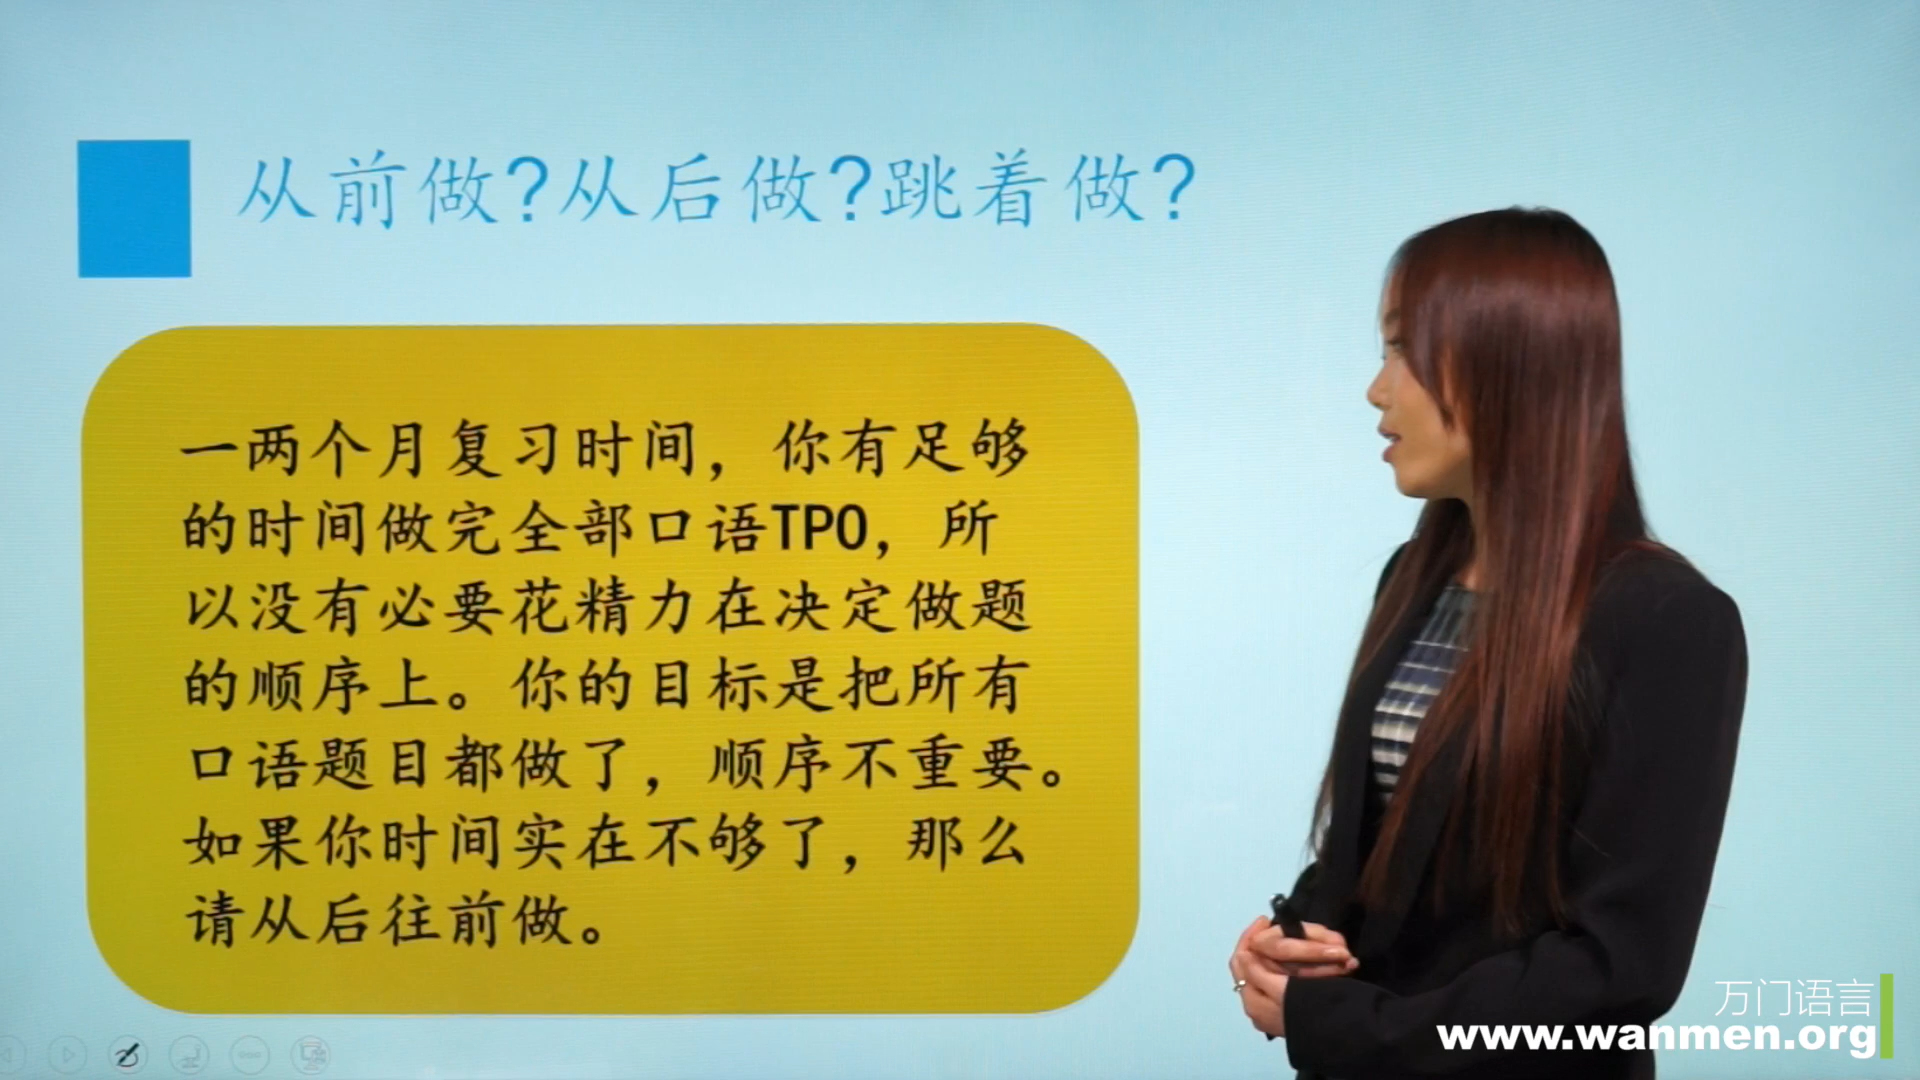 从前做?从后做?跳着做?
一两个月复习时间，你有足够
的时间做完全部口语TPO，所
以没有必要花精力在决定做题
的顺序上。你的目标是把所有
口语题目都做了，顺序不重要。
如果你时间实在不够了，那么
请从后往前做。
万门语言
www.wanmen.org